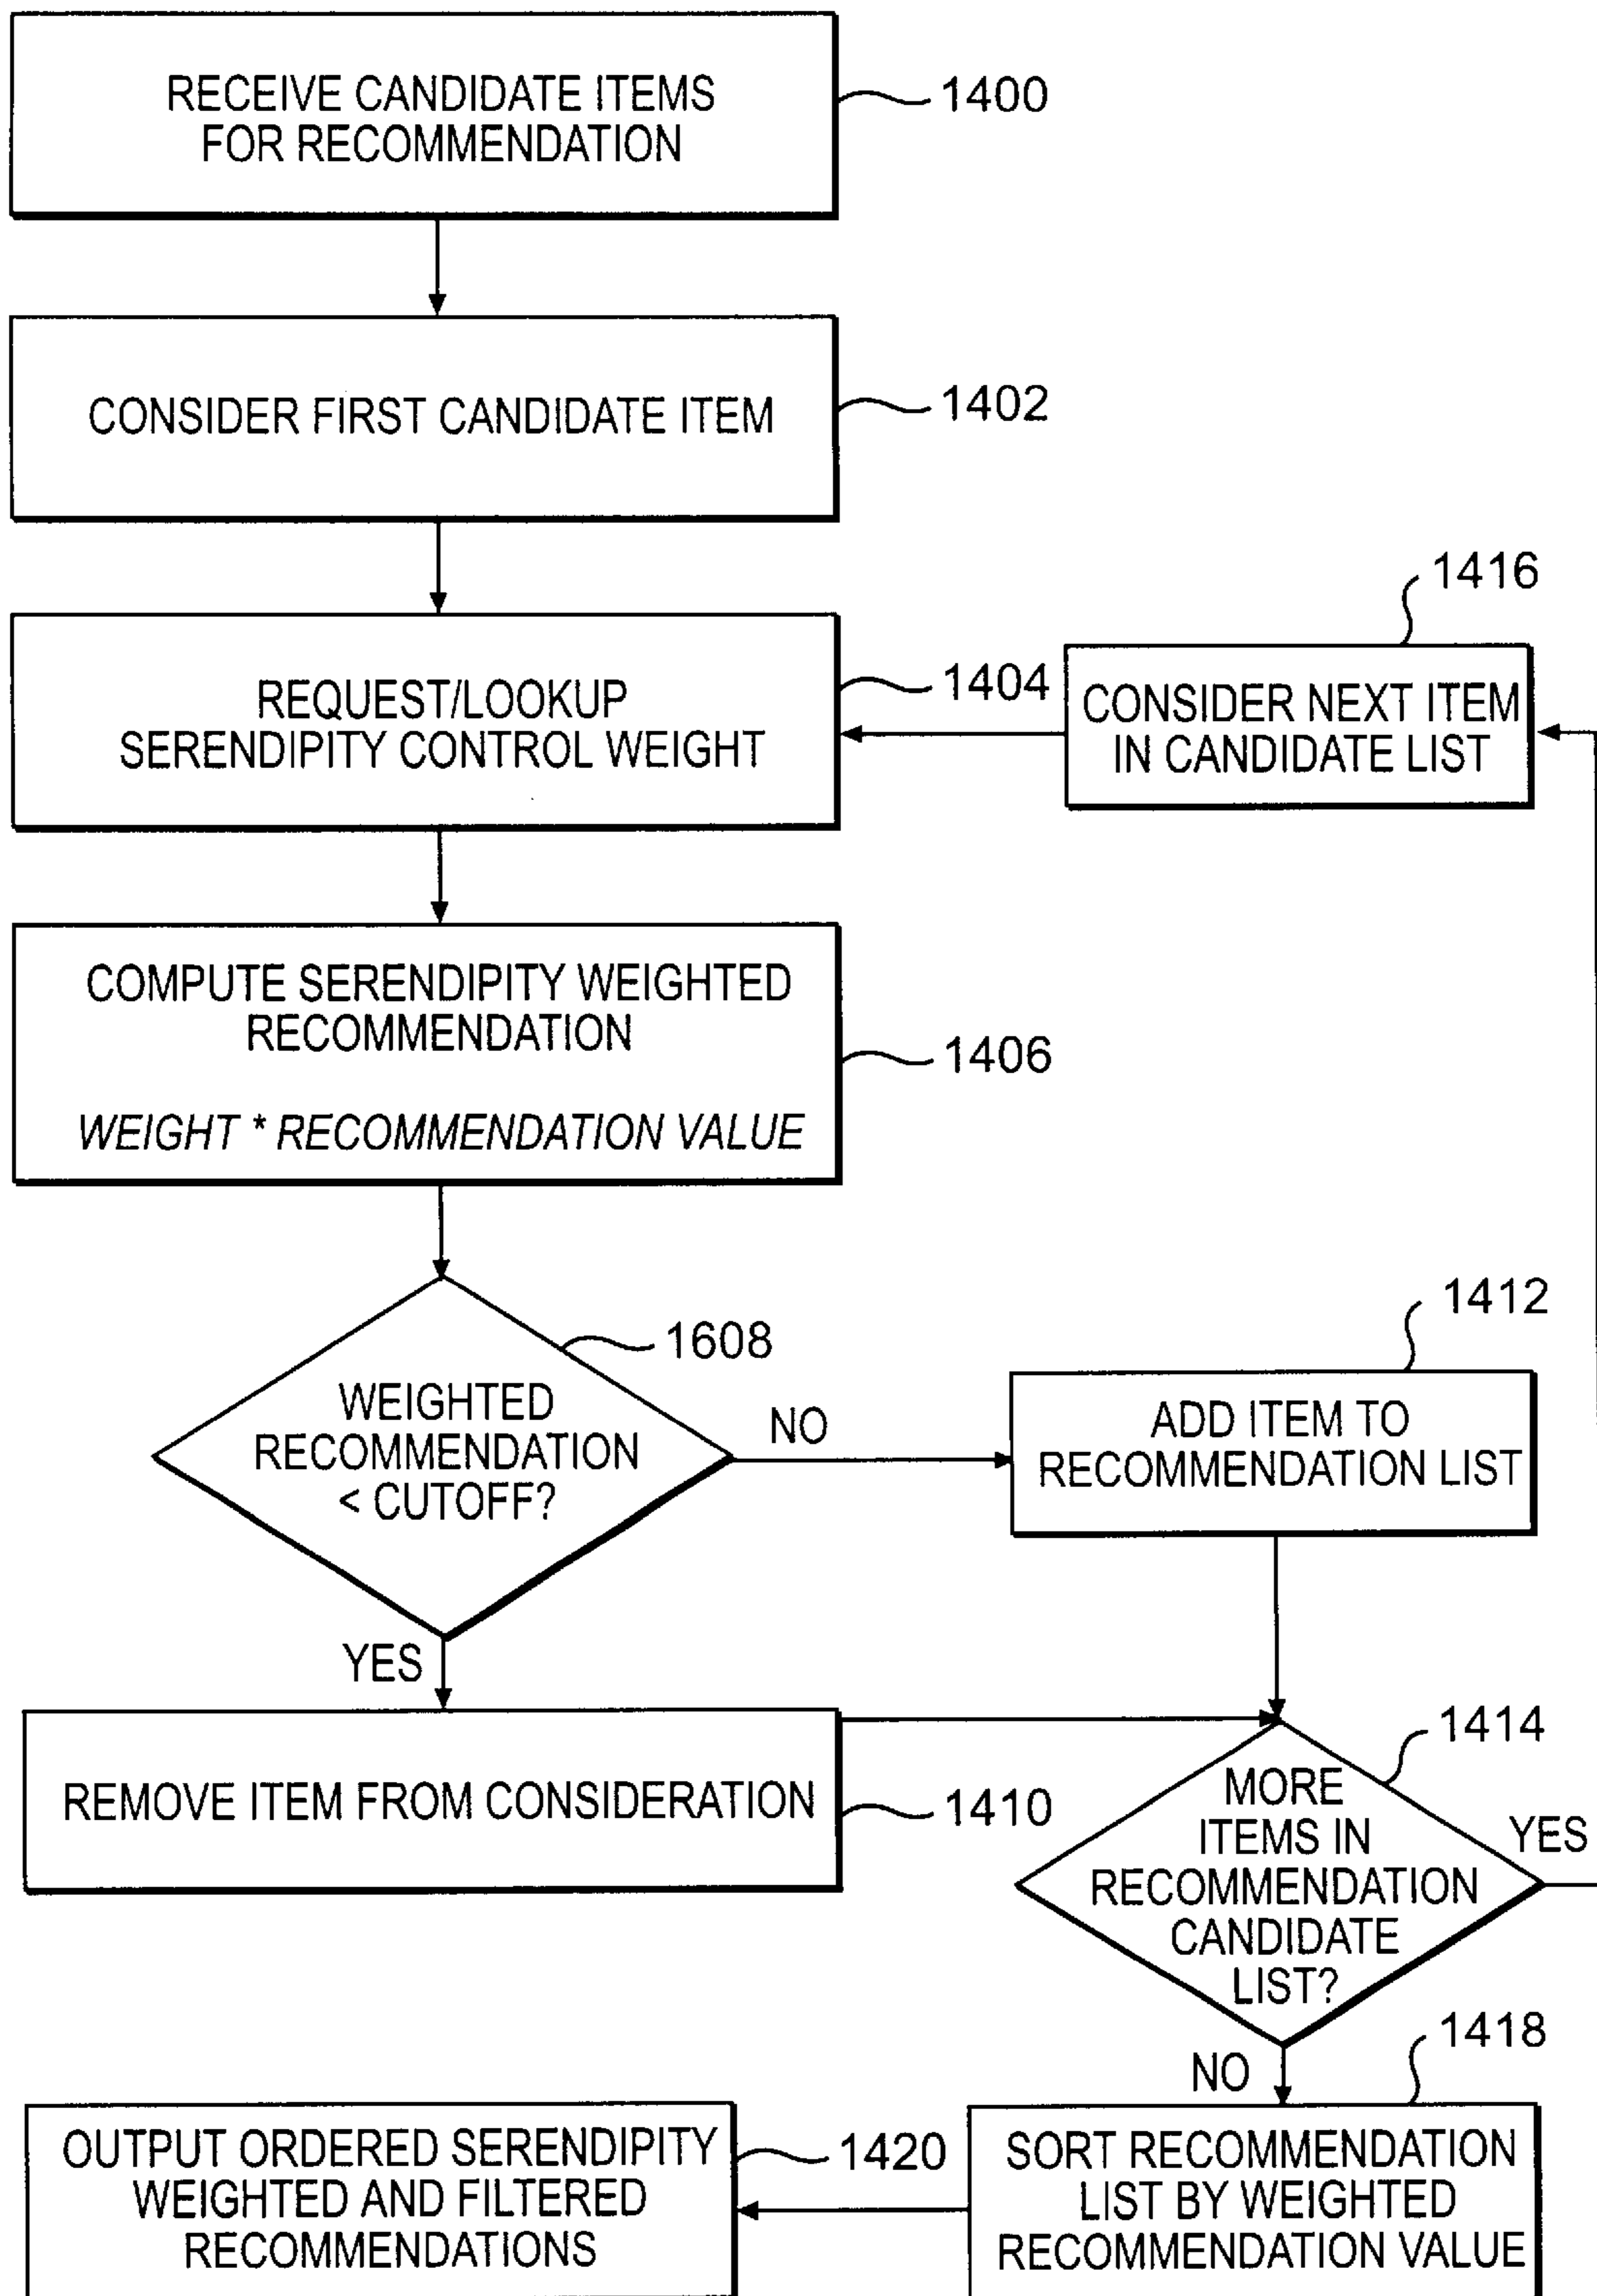 RECEIVE CANDIDATE ITEMS
FOR RECOMMENDATION
1400
CONSIDER FIRST CANDIDATE ITEM
1402
REQUEST/LOOKUP
SERENDIPITY CONTROL WEIGHT
1404
1416
CONSIDER NEXT ITEM
IN CANDIDATE LIST
COMPUTE SERENDIPITY WEIGHTED
RECOMMENDATION
WEIGHT * RECOMMENDATION VALUE
1406
1608
WEIGHTED
RECOMMENDATION
< CUTOFF?
NO
1412
ADD ITEM TO
RECOMMENDATION LIST
YES
REMOVE ITEM FROM CONSIDERATION
1410
1414
MORE
ITEMS IN
RECOMMENDATION
CANDIDATE
LIST?
YES
NO
1418
SORT RECOMMENDATION
LIST BY WEIGHTED
RECOMMENDATION VALUE
OUTPUT ORDERED SERENDIPITY
WEIGHTED AND FILTERED
RECOMMENDATIONS
1420